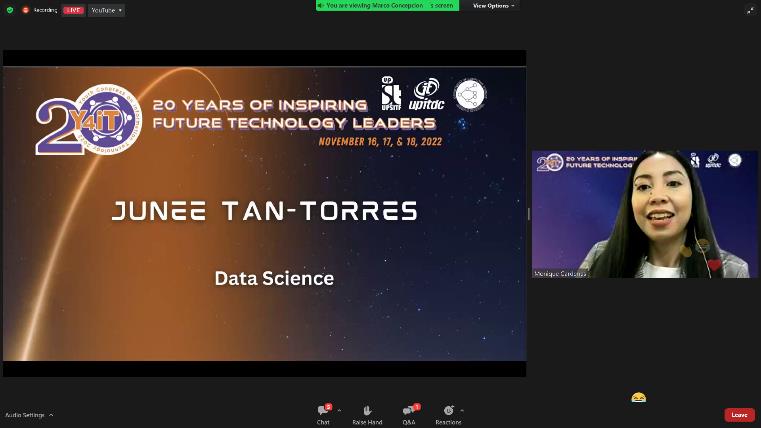 Recording
LIVE
YouTube
You are viewing Marco Concepcion
s screen
View Options
20 YEARS OF INSPIRING
FUTURE TECHNOLOGY LEADERS
NOVEMBER 16, 17, & 18, 2022
20
Y4iT
up
UPSITF
upitdc
JUNEE TAN-TORRES
Data Science
20 YEARS OF INSPIRI
FUTURE TECHNOLOG
Monique Cardenas
Audio Settings
Chat
Raise Hand
Q&A
Reactions
Leave